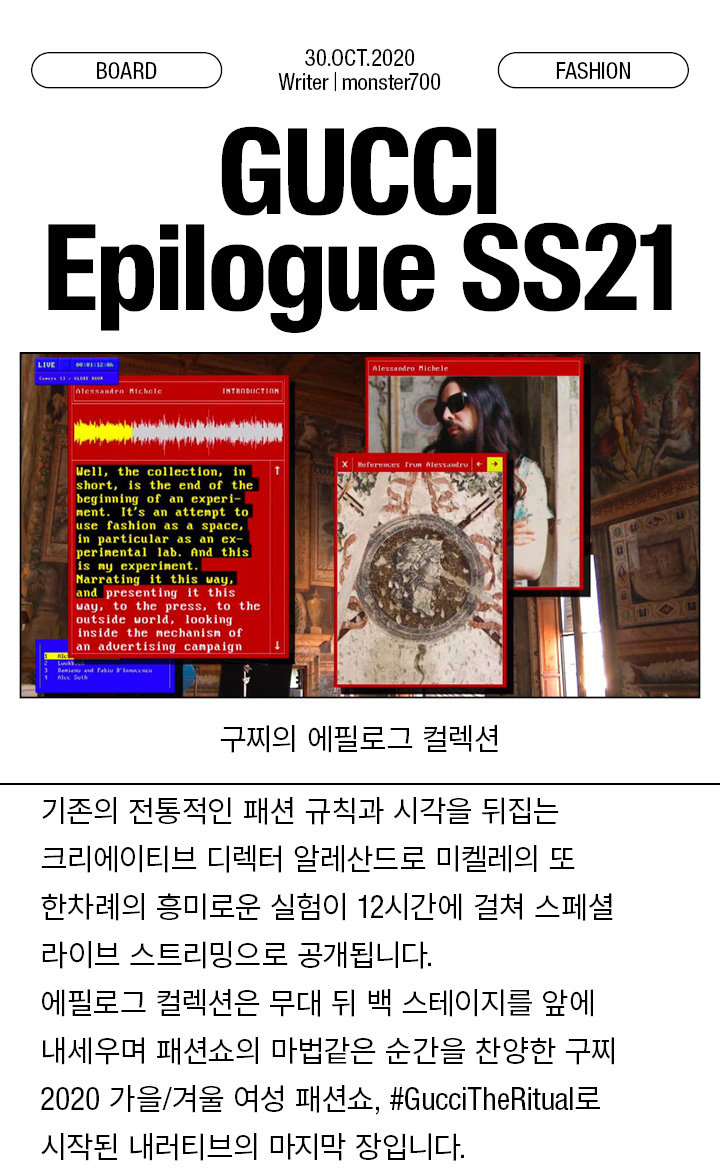 BOARD
30.OCT.2020
Writer | monster700
FASHION
GUCCI
Epilogue SS21
LIVE 00:01:12:06
Camera 13 / GLOBE ROOM
Alessandro Michele INTRODUCTION
Well, the collection, in
short, is the end of the
beginning of an experi-
ment. It's an attempt to
use fashion as a space,
in particular as an ex-
perimental lab. And this
is my experiment.
Narrating it this way,
and presenting it this
way, to the press, to the
outside world, looking
inside the mechanism of
an advertising campaign
Alessandro Michele
X References from Alessandro ← →
1
2 Lookbook
3 Damiano and Fabio D'Innocenzo
4 Alec Soth
구찌의 에필로그 컬렉션
기존의 전통적인 패션 규칙과 시각을 뒤집는
크리에이티브 디렉터 알레산드로 미켈레의 또
한차례의 흥미로운 실험이 12시간에 걸쳐 스페셜
라이브 스트리밍으로 공개됩니다.
에필로그 컬렉션은 무대 뒤 백 스테이지를 앞에
내세우며 패션쇼의 마법같은 순간을 찬양한 구찌
2020 가을/겨울 여성 패션쇼, #GucciTheRitual로
시작된 내러티브의 마지막 장입니다.